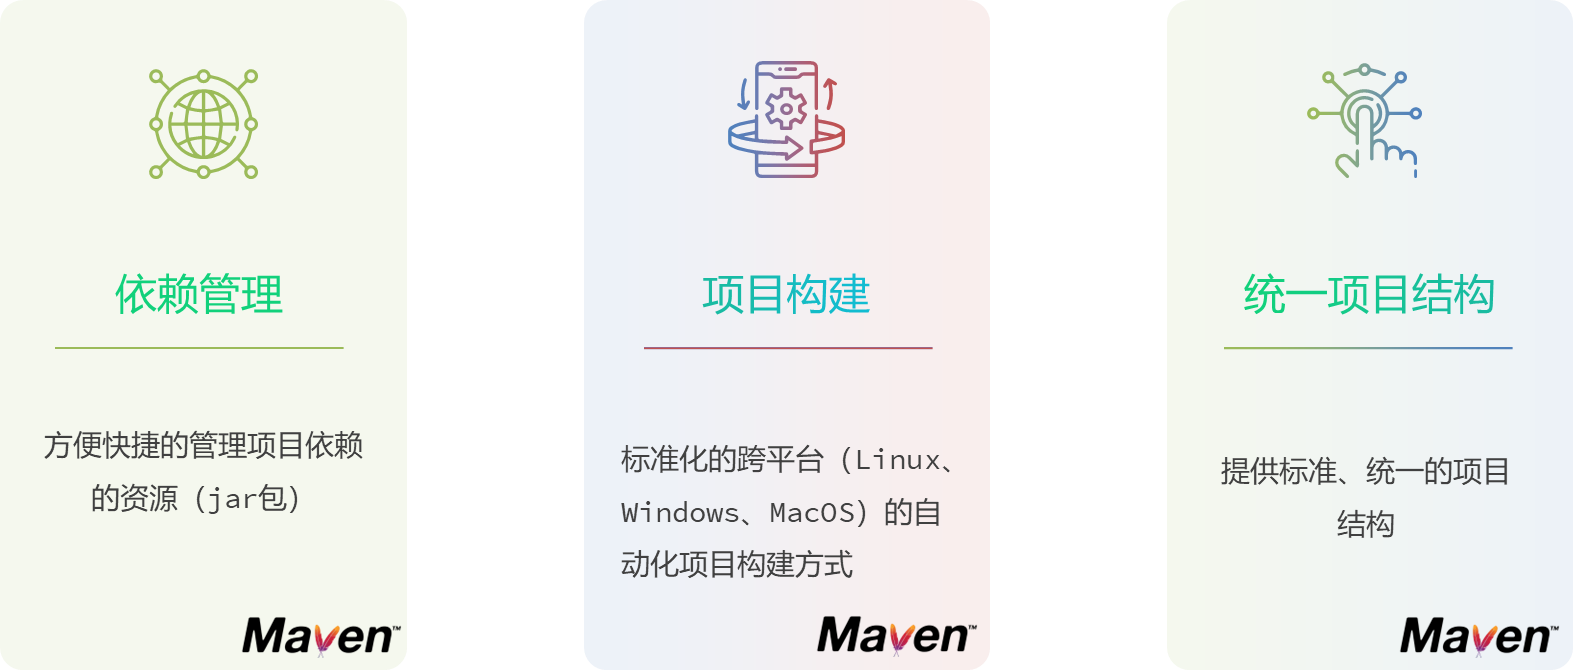 依赖管理
方便快捷的管理项目依赖
的资源（jar包）
Maven™
项目构建
标准化的跨平台（Linux、
Windows、MacOS）的自
动化项目构建方式
Maven™
统一项目结构
提供标准、统一的项目
结构
Maven™